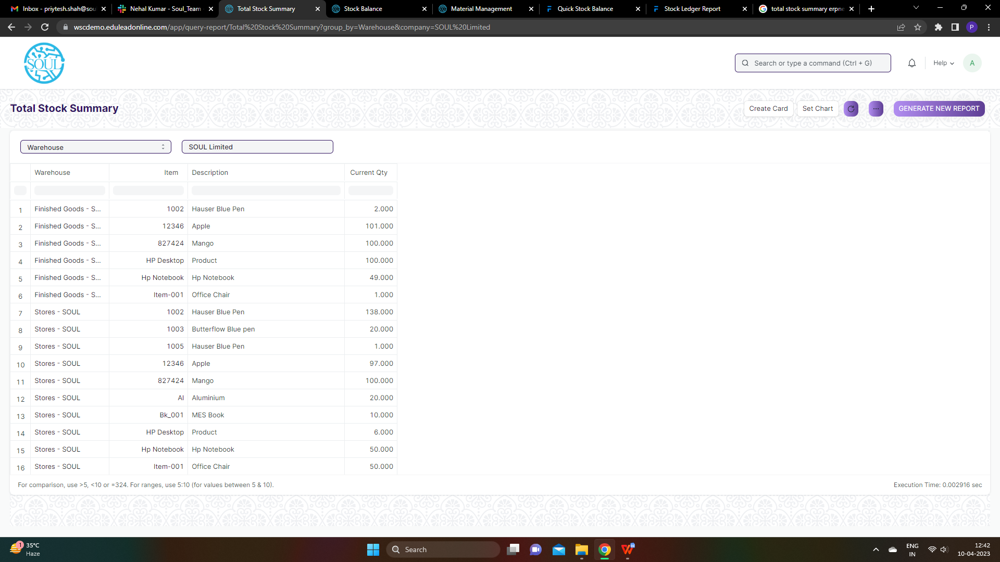 Inbox - priytesh.shah@sou
Nehal Kumar - Soul_Team
Total Stock Summary
Stock Balance
Material Management
Quick Stock Balance
Stock Ledger Report
total stock summary erpne
wscdemo.eduleadonline.com/app/query-report/Total%20Stock%20Summary?group_by=Warehouse&company=SOUL%20Limited
P
SOUL
Search or type a command (Ctrl + G)
Help
A
Total Stock Summary
Create Card
Set Chart
GENERATE NEW REPORT
Warehouse
SOUL Limited
Warehouse Item Description Current Qty
1 Finished Goods - S... 1002 Hauser Blue Pen 2.000
2 Finished Goods - S... 12346 Apple 101.000
3 Finished Goods - S... 827424 Mango 100.000
4 Finished Goods - S... HP Desktop Product 100.000
5 Finished Goods - S... Hp Notebook Hp Notebook 49.000
6 Finished Goods - S... Item-001 Office Chair 1.000
7 Stores - SOUL 1002 Hauser Blue Pen 138.000
8 Stores - SOUL 1003 Butterflow Blue pen 20.000
9 Stores - SOUL 1005 Hauser Blue Pen 1.000
10 Stores - SOUL 12346 Apple 97.000
11 Stores - SOUL 827424 Mango 100.000
12 Stores - SOUL Al Aluminium 20.000
13 Stores - SOUL Bk_001 MES Book 10.000
14 Stores - SOUL HP Desktop Product 6.000
15 Stores - SOUL Hp Notebook Hp Notebook 50.000
16 Stores - SOUL Item-001 Office Chair 50.000
For comparison, use >5, <10 or =324. For ranges, use 5:10 (for values between 5 & 10).
Execution Time: 0.002916 sec
1
35°C
Haze
Search
ENG
IN
12:42
10-04-2023